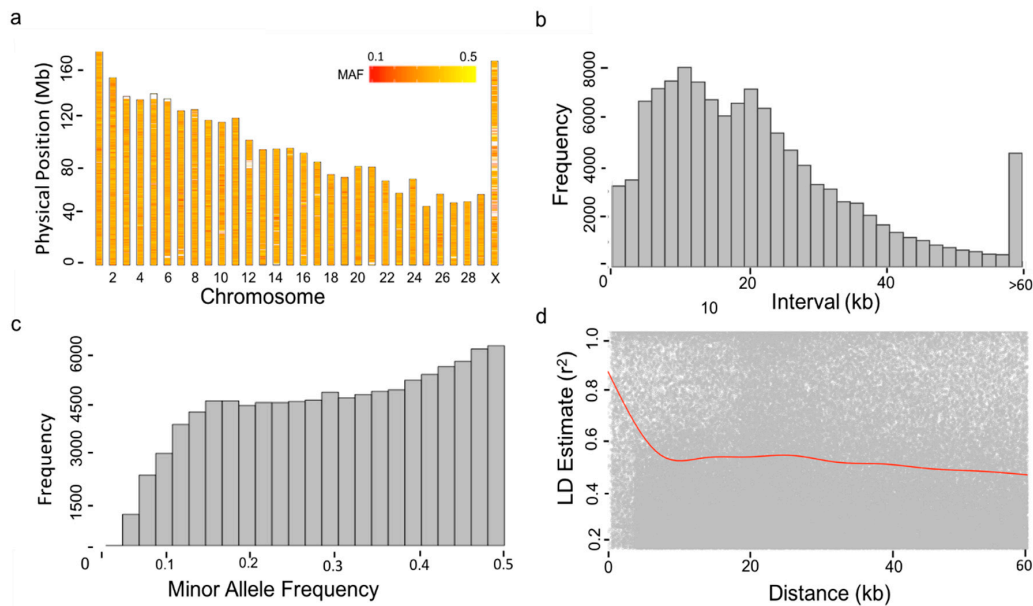 a
Physical Position (Mb)
160
120
80
40
0
MAF
0.1 0.5
2 4 6 8 10 12 14 16 18 20 22 24 26 28 X
Chromosome
b
Frequency
8000
6000
4000
2000
0
0 20 40 >60
Interval (kb)
10
c
Frequency
6000
4500
3000
1500
-
0 0.1 0.2 0.3 0.4 0.5
Minor Allele Frequency
d
LD Estimate (r²)
1.0
0.8
0.6
0.4
0.2
0 20 40 60
Distance (kb)